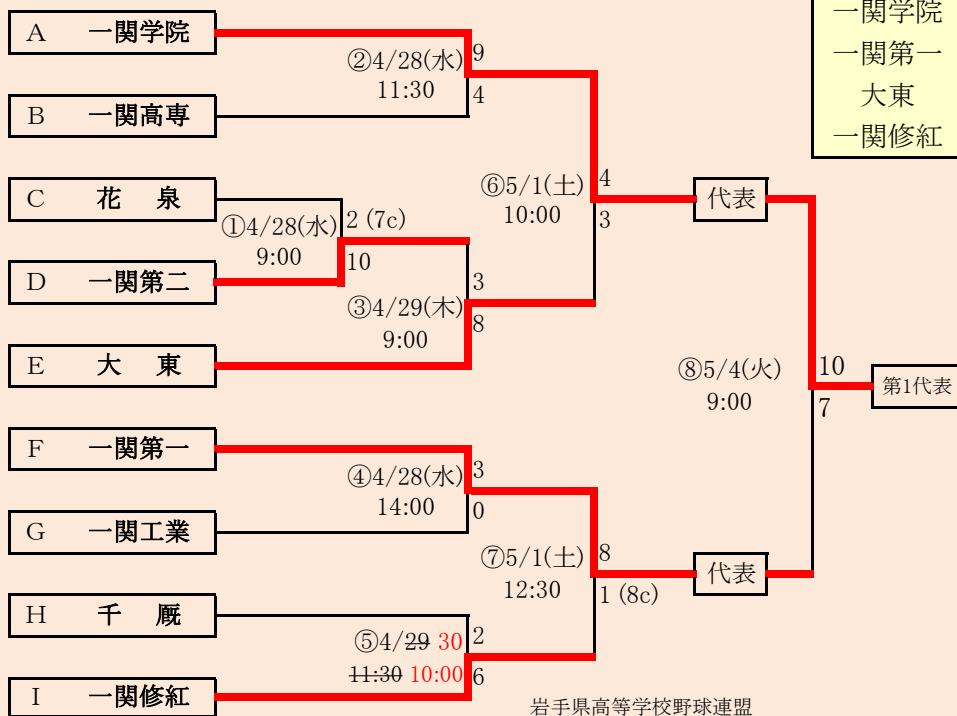 一関学院
一関第一
大東
一関修紅
A 一関学院
②4/28(水)
11:30
9
4
B 一関高専
C 花 泉
①4/28(水)
9:00
2 (7c)
10
D 一関第二
③4/29(木)
9:00
3
8
E 大 東
⑥5/1(土)
10:00
4
3
代表
⑧5/4(火)
9:00
10
7
第1代表
F 一関第一
④4/28(水)
14:00
3
0
G 一関工業
⑦5/1(土)
12:30
8
1 (8c)
代表
H 千 厩
⑤4/29 30
11:30 10:00
2
6
I 一関修紅
岩手県高等学校野球連盟